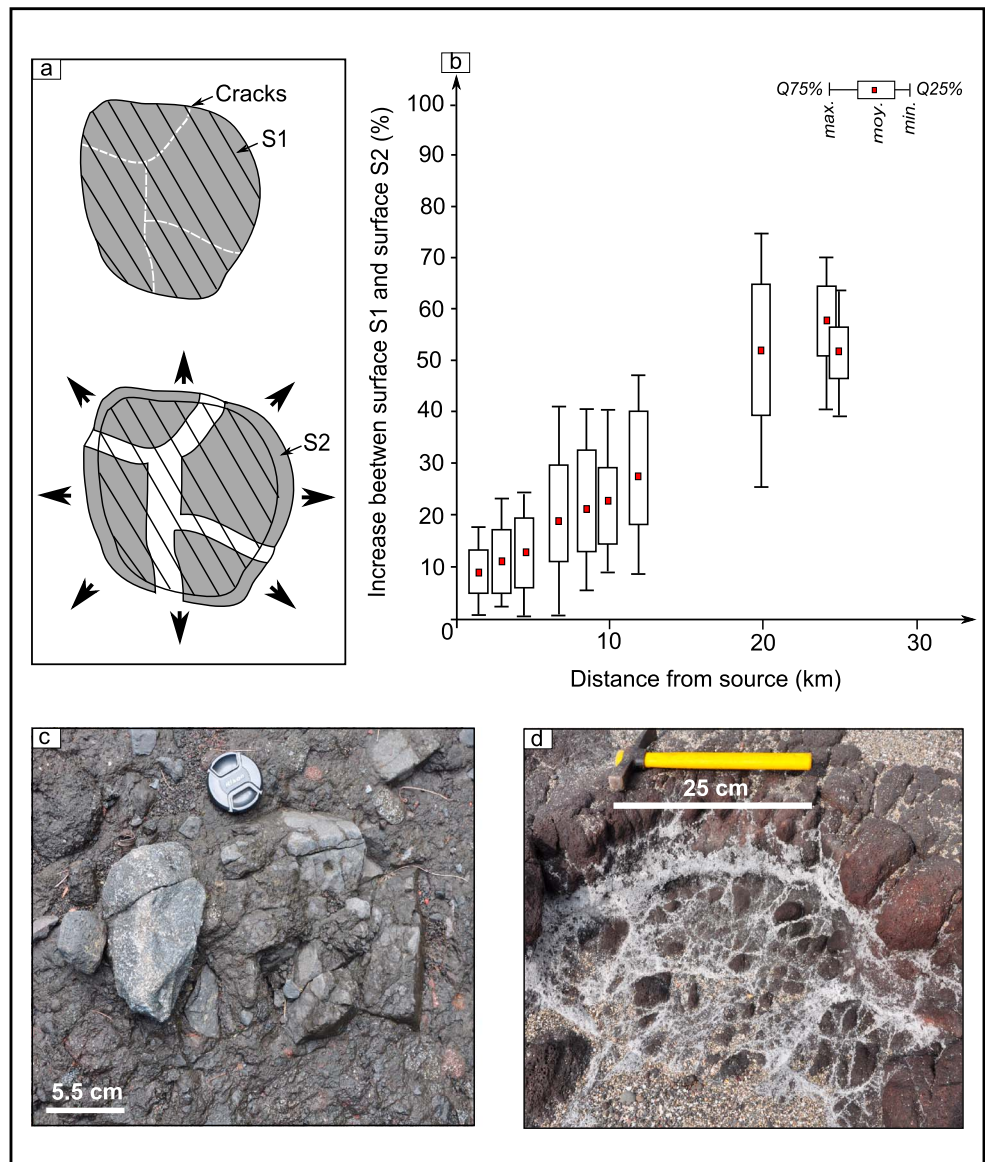 a
Cracks
S1
S2
b
Increase beetwen surface S1 and surface S2 (%)
100
90
80
70
60
50
40
30
20
10
0
10
20
30
Distance from source (km)
Q75%
Q25%
max.
moy.
min.
c
5.5 cm
d
25 cm